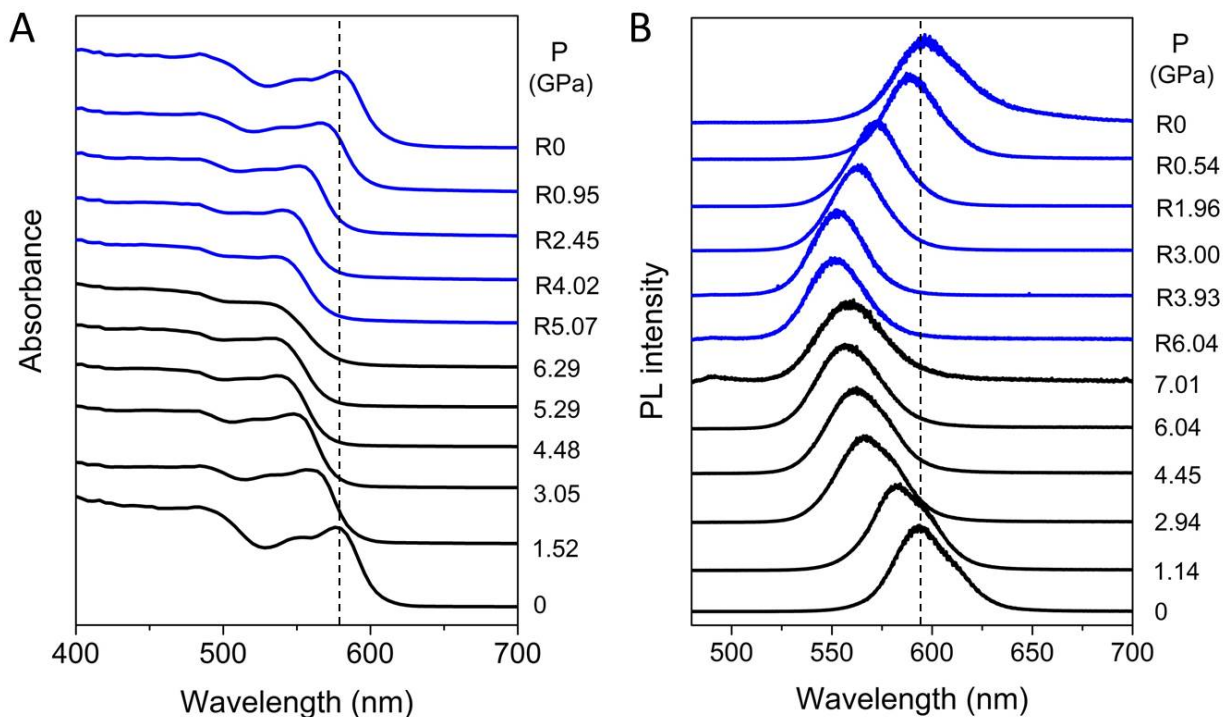 A
P
(GPa)
R0
R0.95
R2.45
R4.02
R5.07
6.29
5.29
4.48
3.05
1.52
0
Absorbance
400
500
600
700
Wavelength (nm)
B
P
(GPa)
R0
R0.54
R1.96
R3.00
R3.93
R6.04
7.01
6.04
4.45
2.94
1.14
0
PL intensity
500
550
600
650
700
Wavelength (nm)